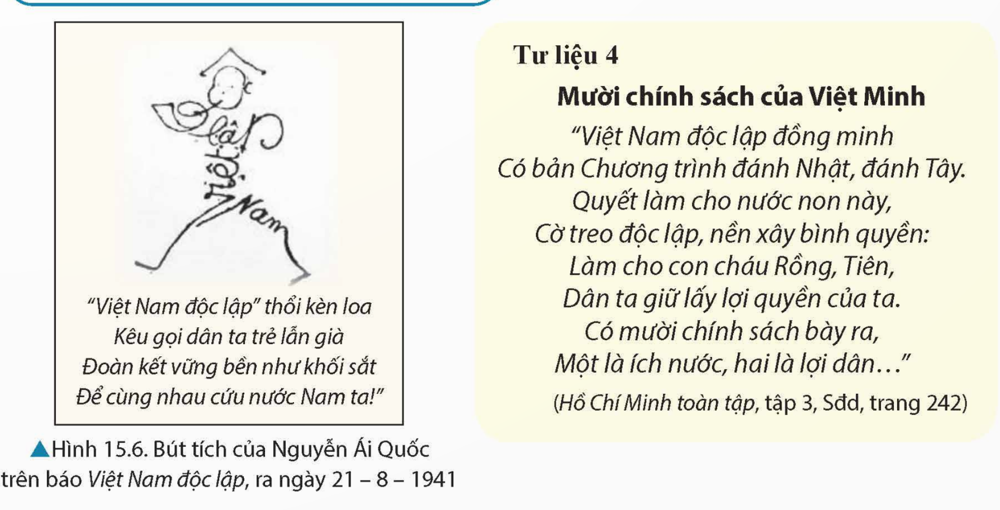 độc
lập
Việt
Nam
“Việt Nam độc lập” thổi kèn loa
Kêu gọi dân ta trẻ lẫn già
Đoàn kết vững bền như khối sắt
Để cùng nhau cứu nước Nam ta!”
▲Hình 15.6. Bút tích của Nguyễn Ái Quốc
trên báo Việt Nam độc lập, ra ngày 21 – 8 – 1941
Tư liệu 4
Mười chính sách của Việt Minh
“Việt Nam độc lập đồng minh
Có bản Chương trình đánh Nhật, đánh Tây.
Quyết làm cho nước non này,
Cờ treo độc lập, nền xây bình quyền:
Làm cho con cháu Rồng, Tiên,
Dân ta giữ lấy lợi quyền của ta.
Có mười chính sách bày ra,
Một là ích nước, hai là lợi dân…”
(Hồ Chí Minh toàn tập, tập 3, Sđd, trang 242)